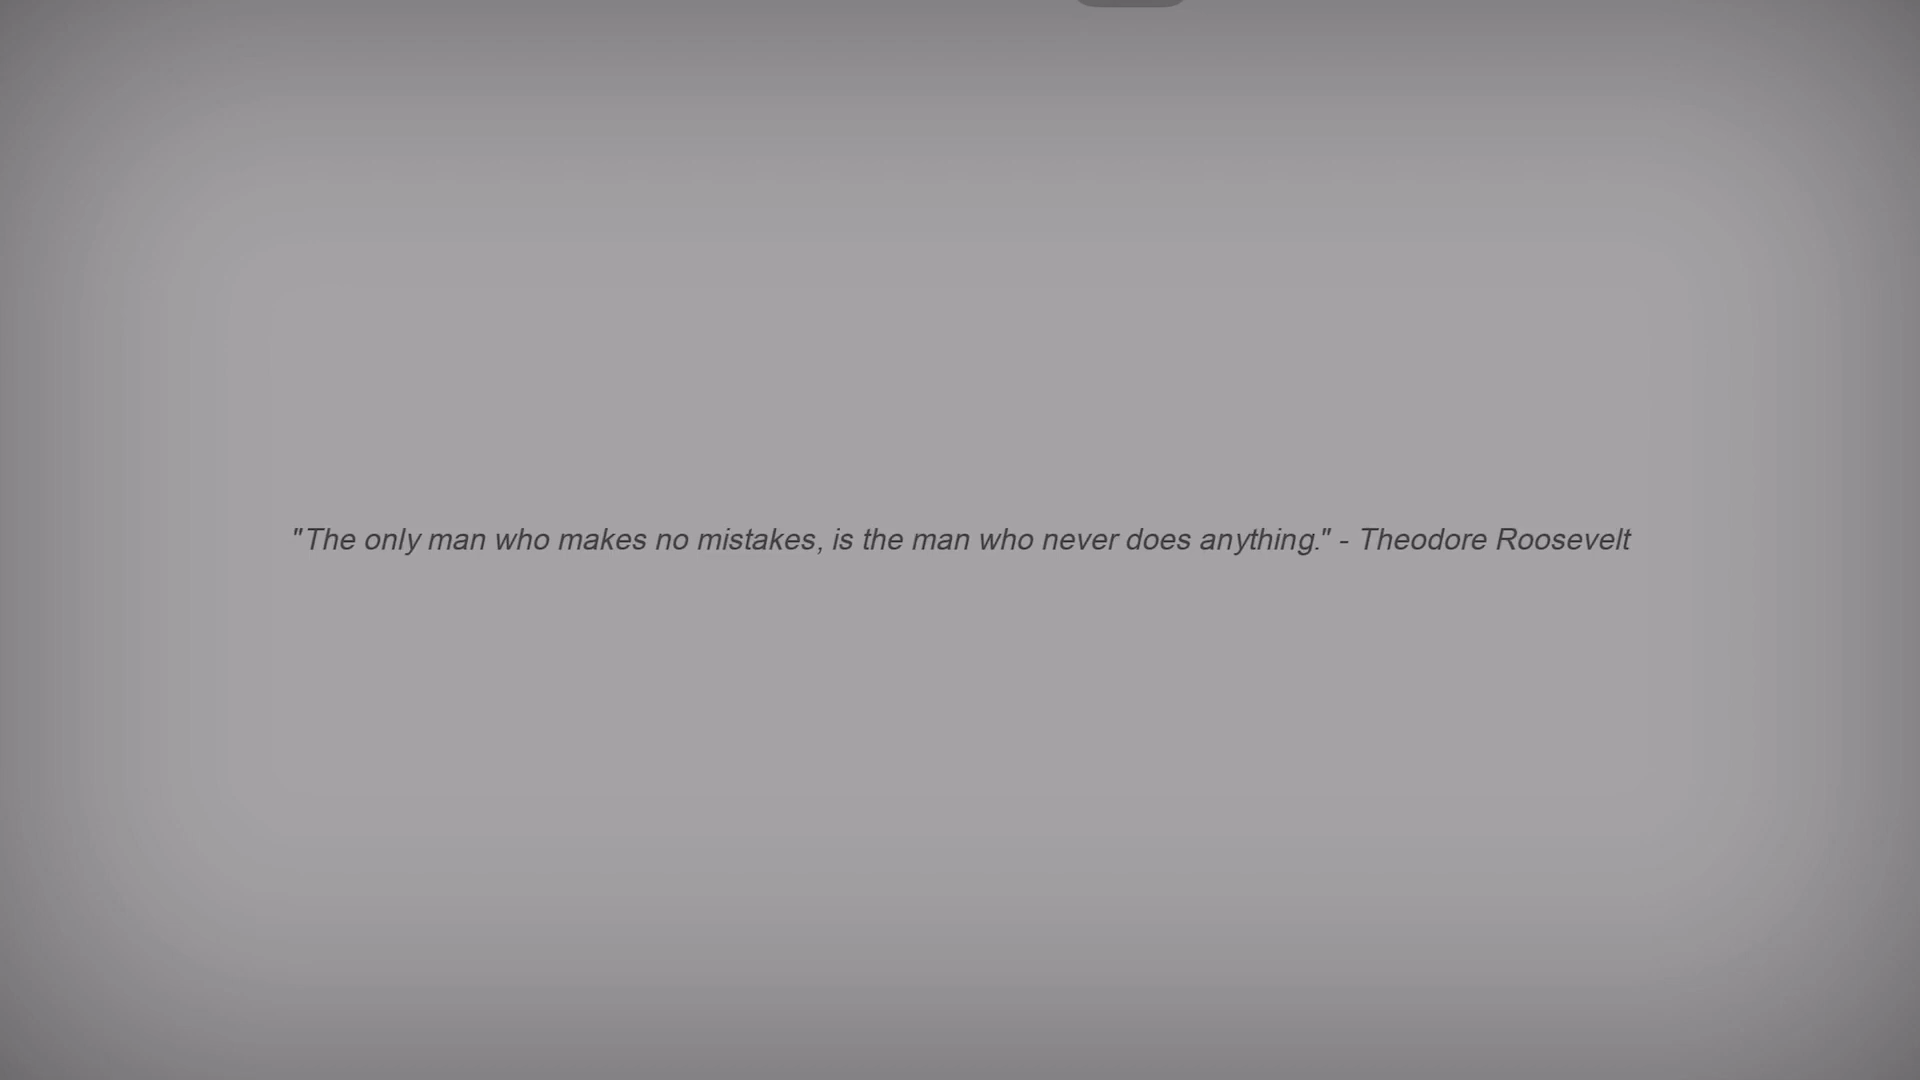 "The only man who makes no mistakes, is the man who never does anything." - Theodore Roosevelt